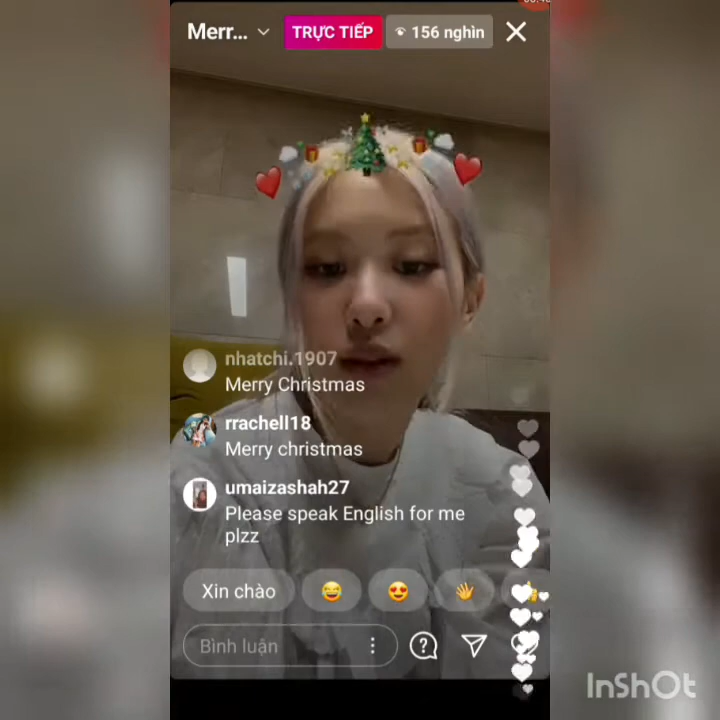 Merr...
TRỰC TIẾP
156 nghìn
nhatchi.1907
Merry Christmas
rrachell18
Merry christmas
umaizashah27
Please speak English for me
plzz
Xin chào
Bình luận
InShOt